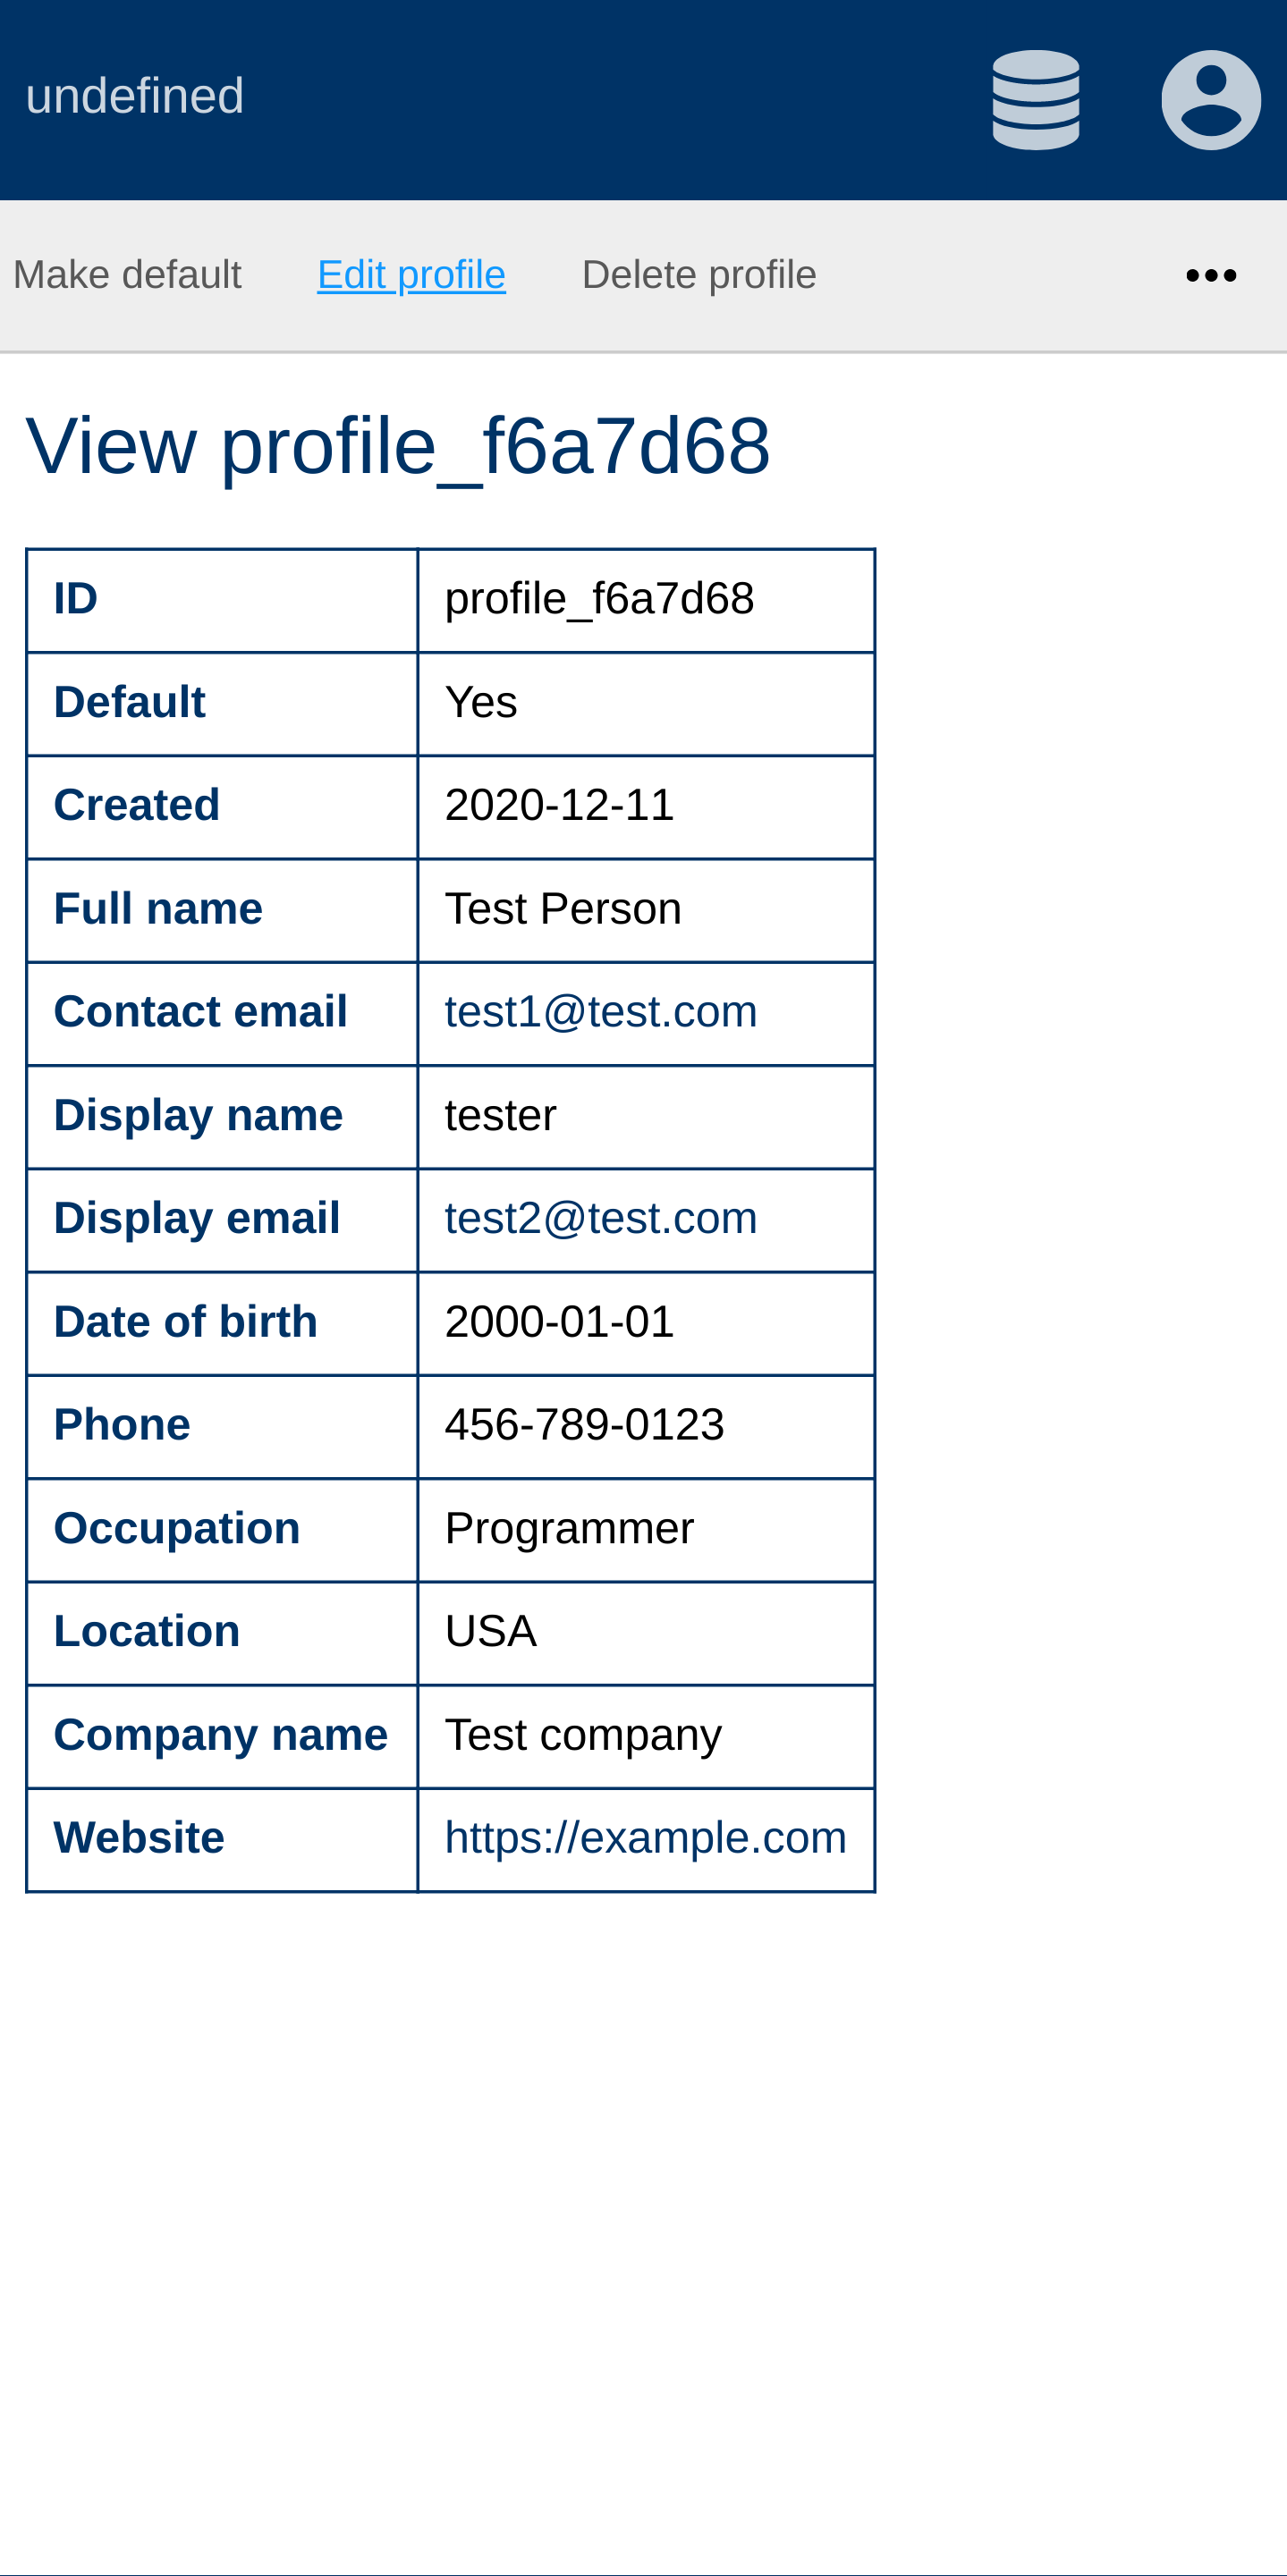 undefined
Make default Edit profile Delete profile •••
View profile_f6a7d68
ID profile_f6a7d68
Default Yes
Created 2020-12-11
Full name Test Person
Contact email test1@test.com
Display name tester
Display email test2@test.com
Date of birth 2000-01-01
Phone 456-789-0123
Occupation Programmer
Location USA
Company name Test company
Website https://example.com